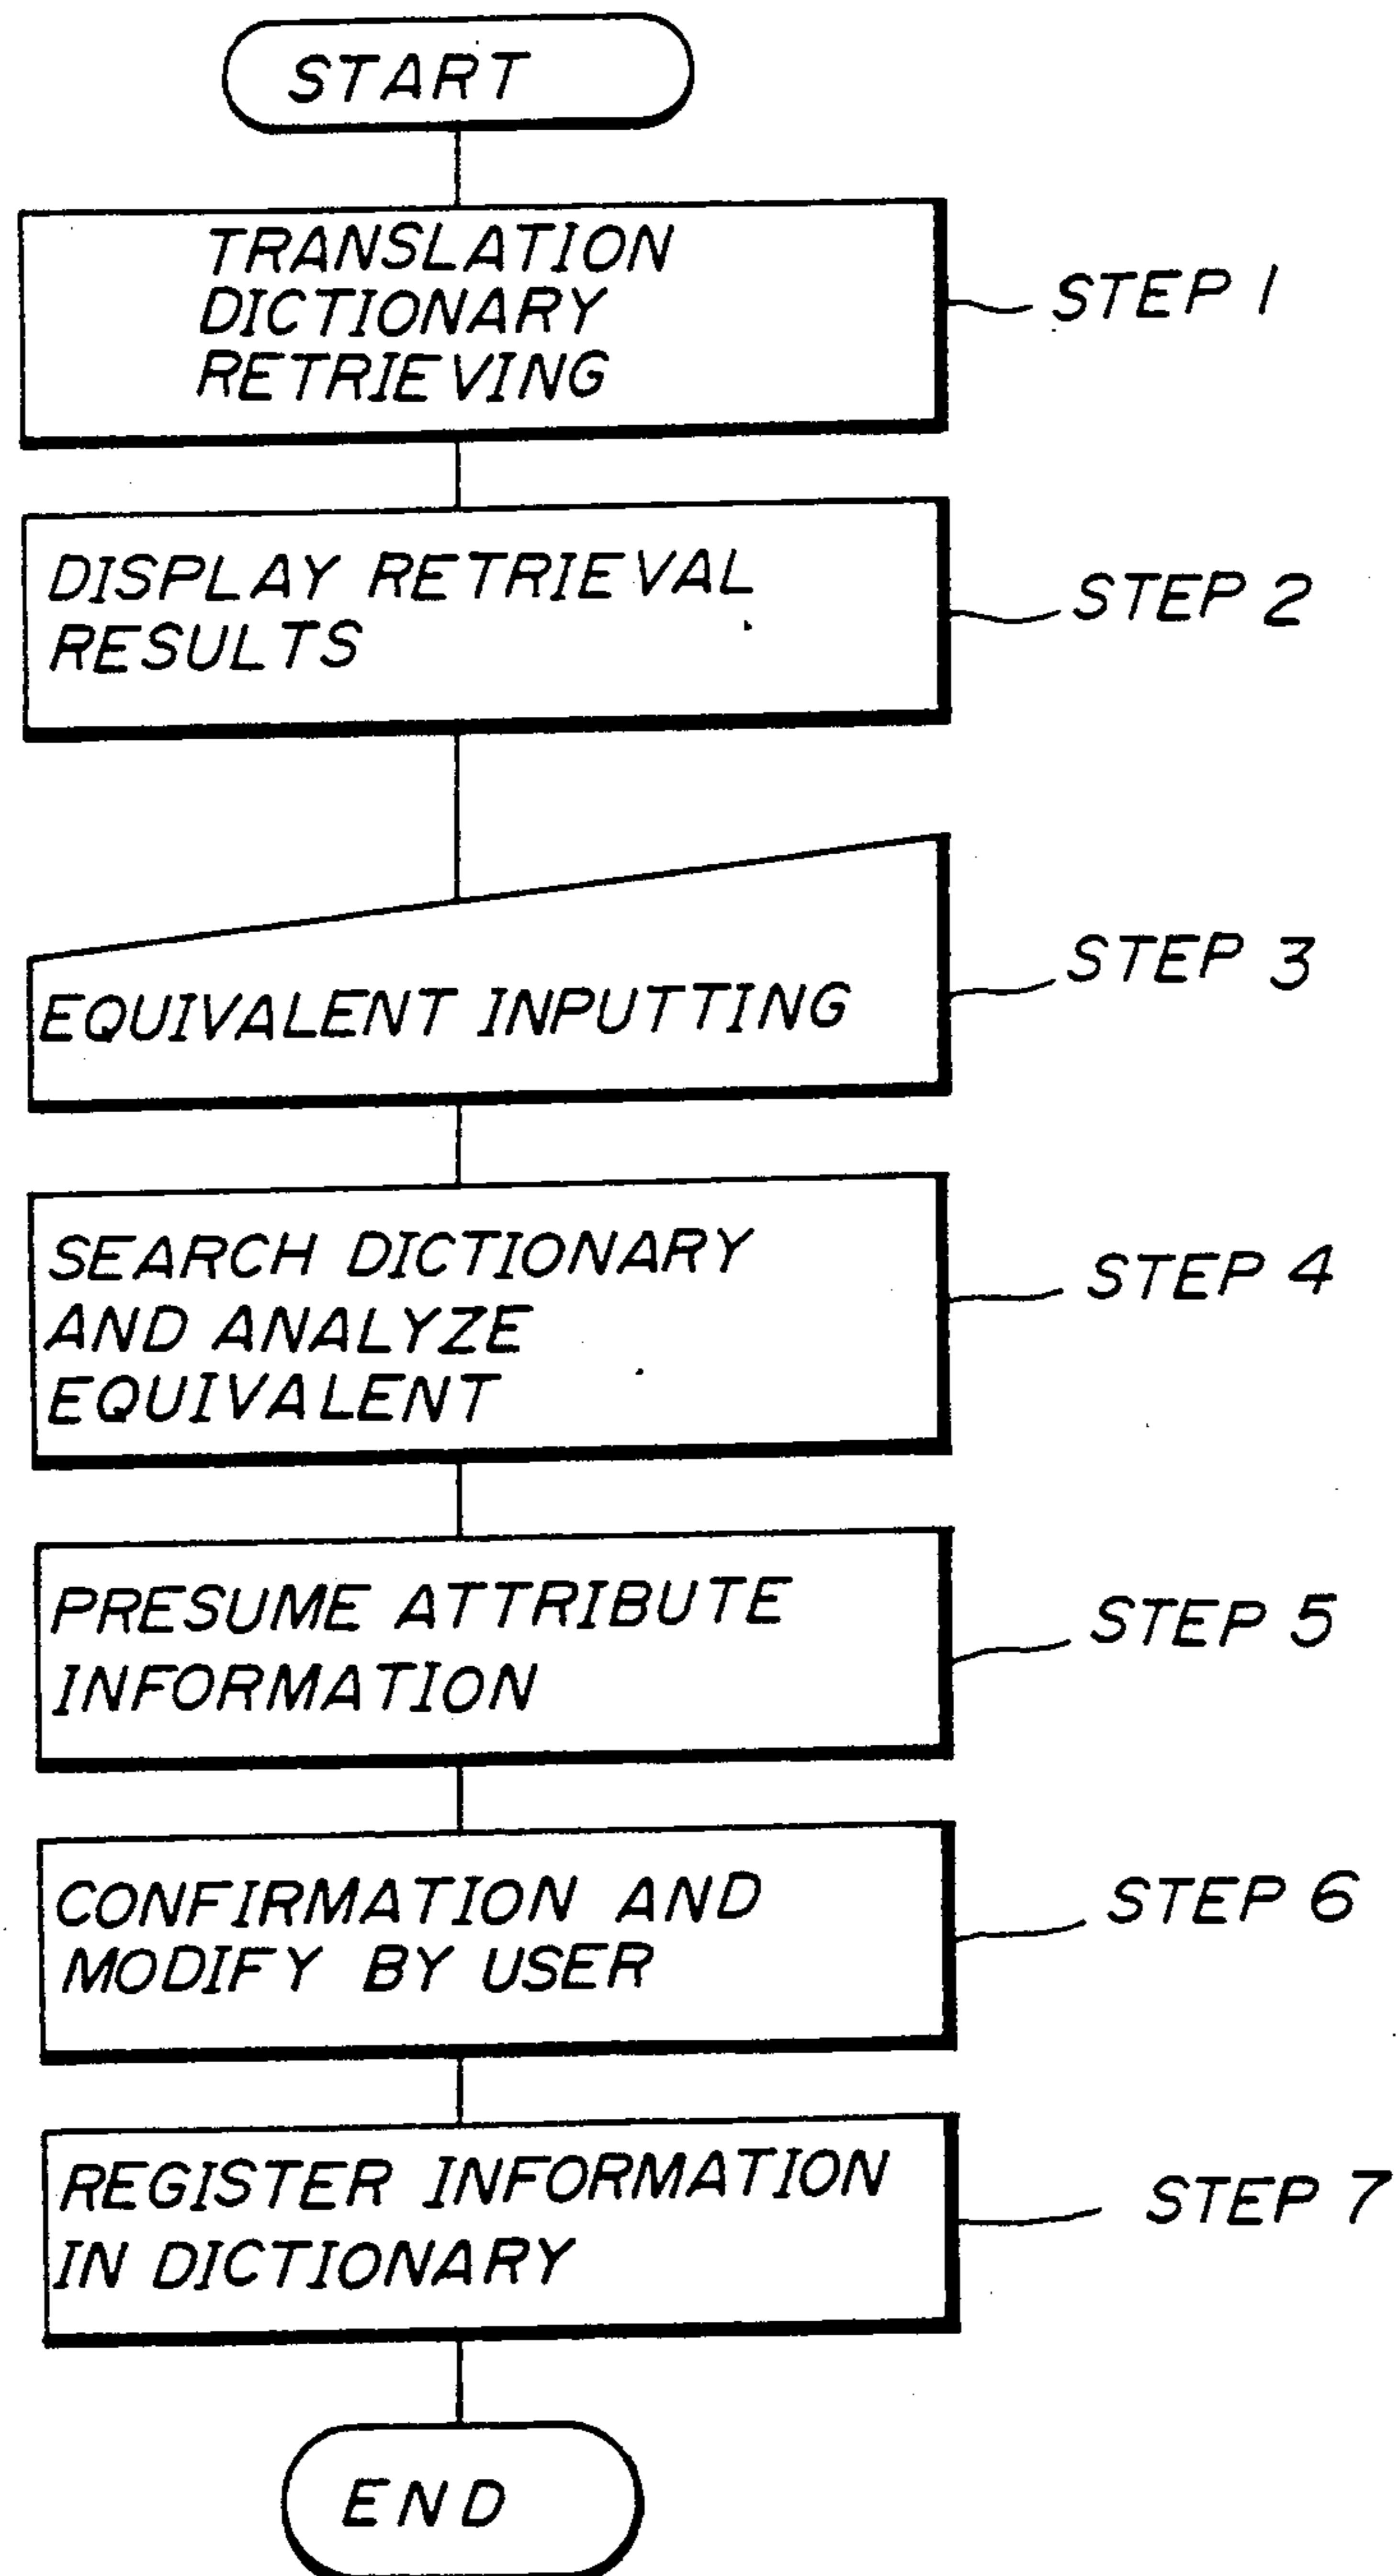 START
TRANSLATION
DICTIONARY
RETRIEVING
STEP 1
DISPLAY RETRIEVAL
RESULTS
STEP 2
EQUIVALENT INPUTTING
STEP 3
SEARCH DICTIONARY
AND ANALYZE
EQUIVALENT
STEP 4
PRESUME ATTRIBUTE
INFORMATION
STEP 5
CONFIRMATION AND
MODIFY BY USER
STEP 6
REGISTER INFORMATION
IN DICTIONARY
STEP 7
END